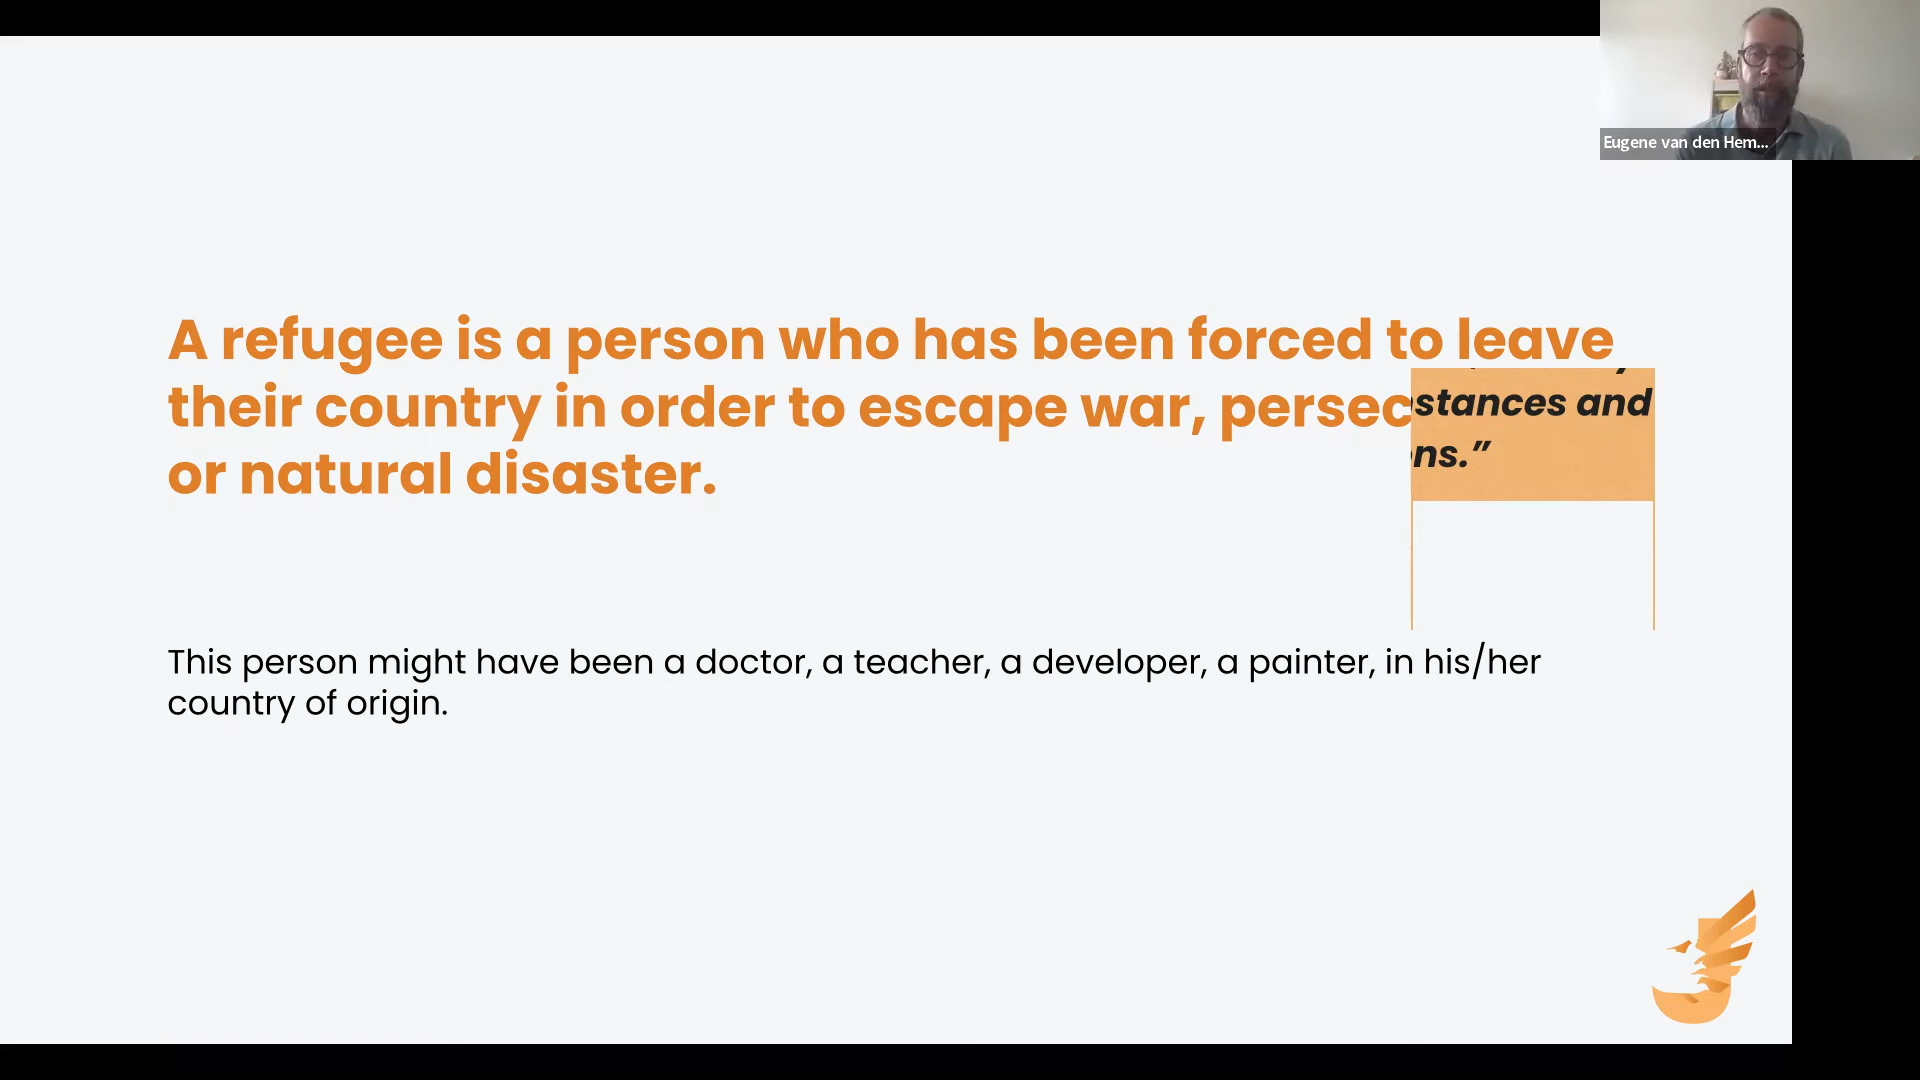 Eugene van den Hem...
A refugee is a person who has been forced to leave
their country in order to escape war, persec
stances and
or natural disaster.
ns.”
This person might have been a doctor, a teacher, a developer, a painter, in his/her
country of origin.